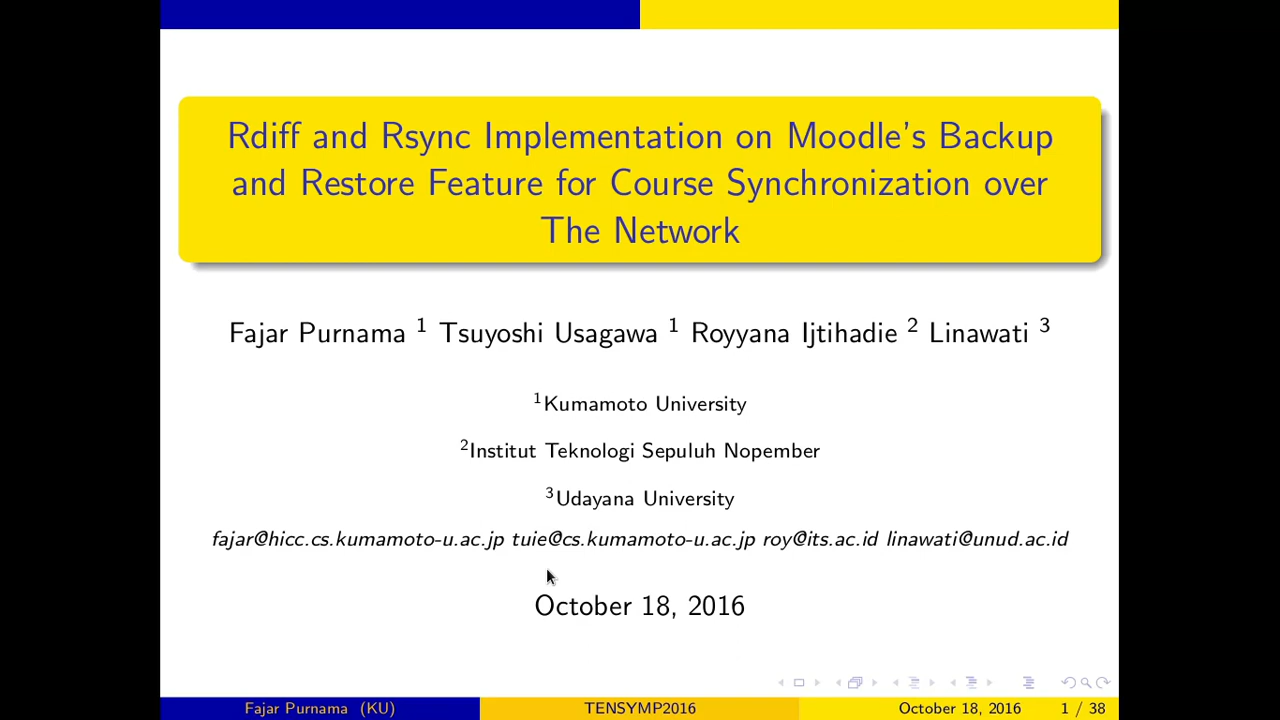 Rdiff and Rsync Implementation on Moodle's Backup
and Restore Feature for Course Synchronization over
The Network
Fajar Purnama 1 Tsuyoshi Usagawa 1 Royyana Ijtihadie 2 Linawati 3
1Kumamoto University
2Institut Teknologi Sepuluh Nopember
3Udayana University
fajar@hicc.cs.kumamoto-u.ac.jp tuie@cs.kumamoto-u.ac.jp roy@its.ac.id linawati@unud.ac.id
October 18, 2016
Fajar Purnama (KU) TENSYMP2016 October 18, 2016 1 / 38